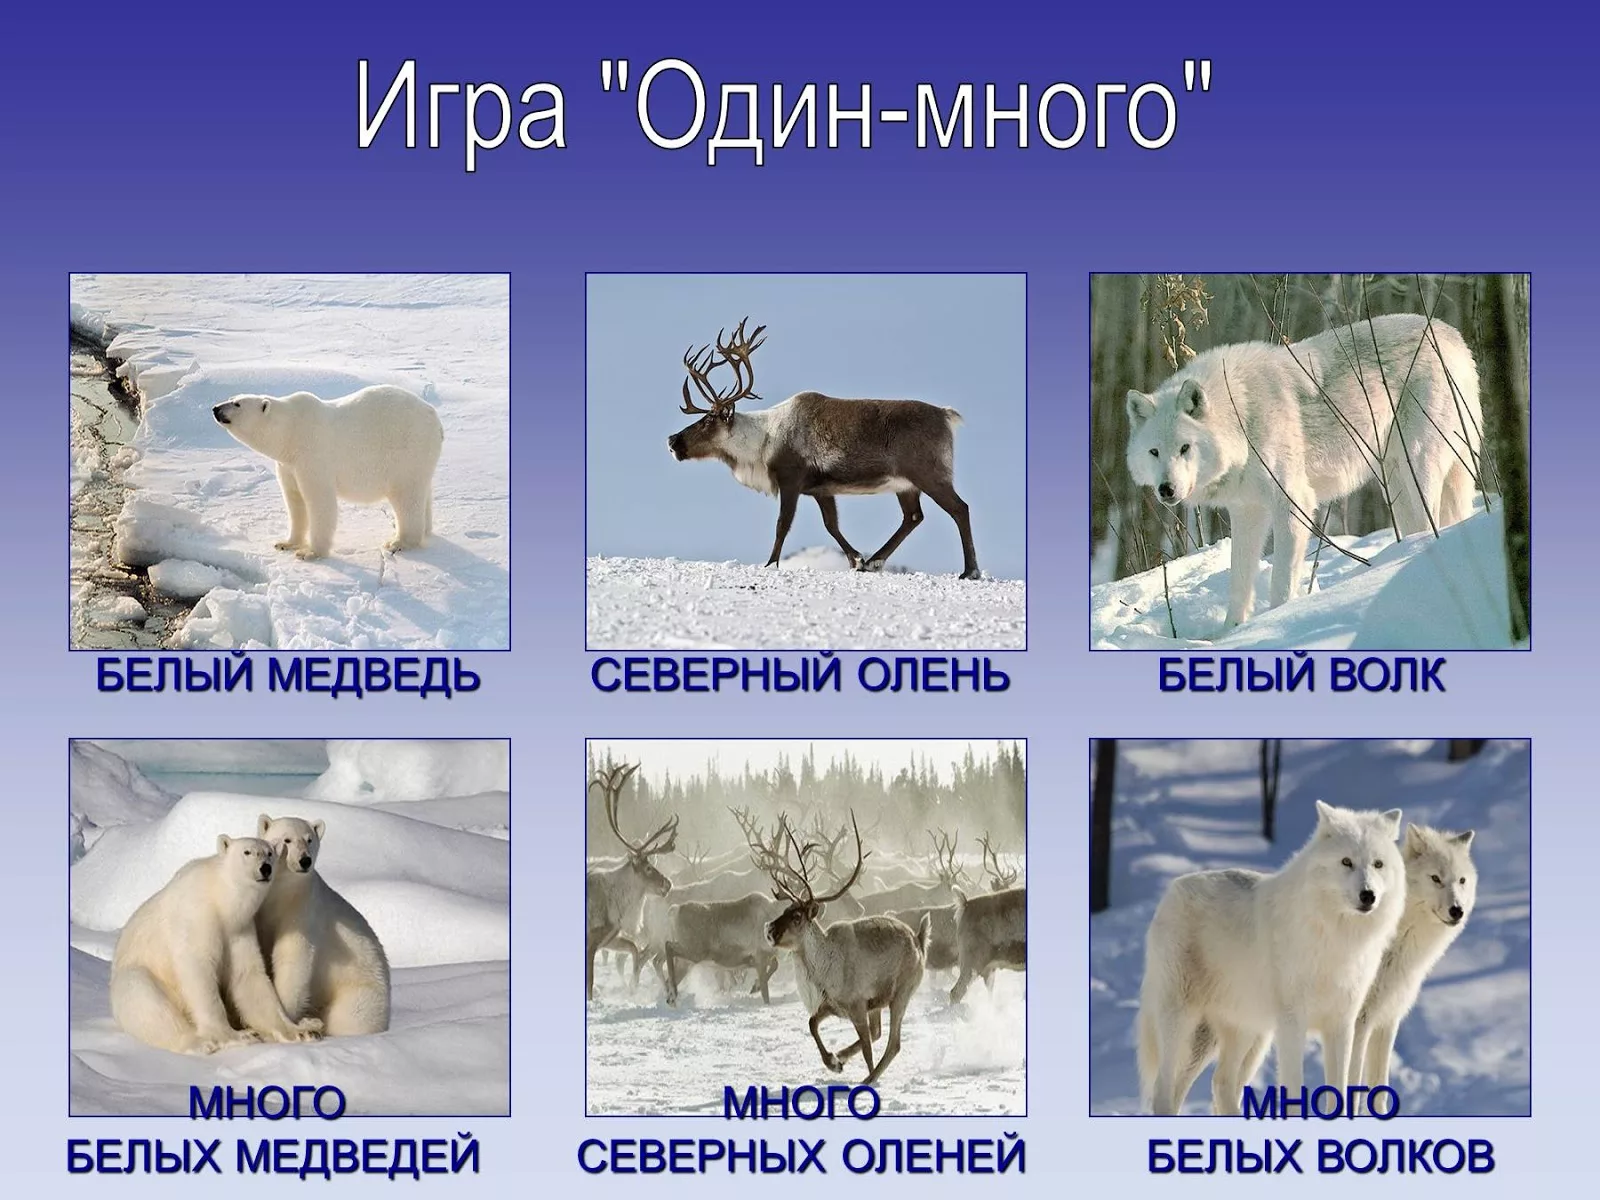 Игра "Один-много"
БЕЛЫЙ МЕДВЕДЬ
СЕВЕРНЫЙ ОЛЕНЬ
БЕЛЫЙ ВОЛК
МНОГО
БЕЛЫХ МЕДВЕДЕЙ
МНОГО
СЕВЕРНЫХ ОЛЕНЕЙ
МНОГО
БЕЛЫХ ВОЛКОВ